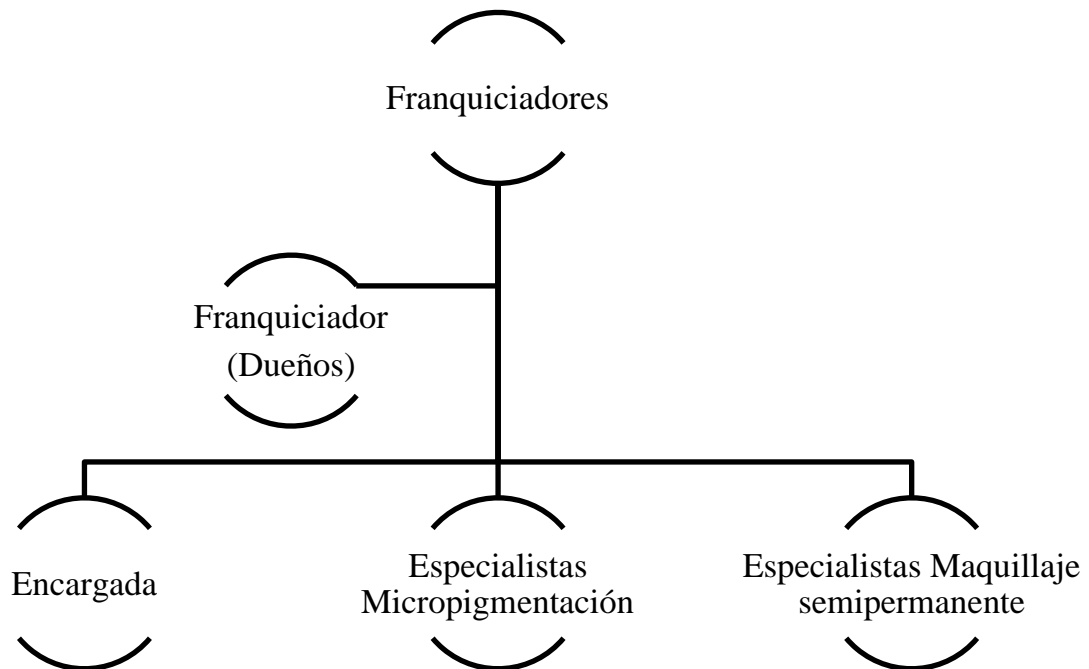 Franquiciadores
Franquiciador
(Dueños)
Encargada
Especialistas
Micropigmentación
Especialistas Maquillaje
semipermanente